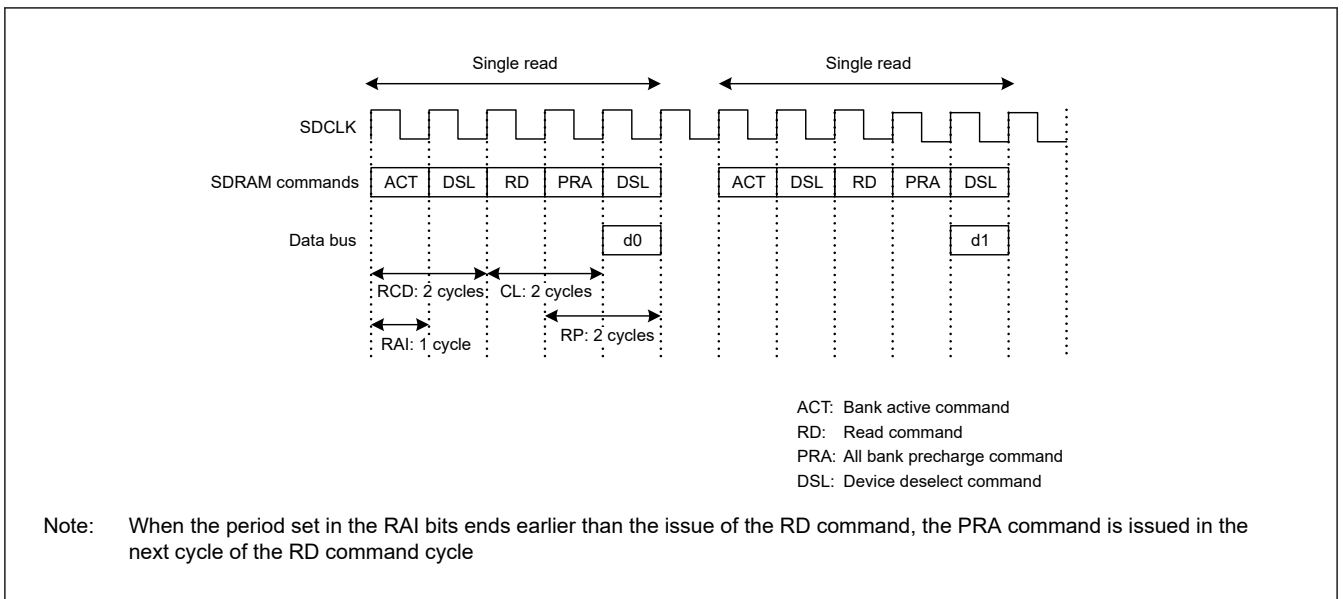 Single read Single read
SDCLK
SDRAM commands ACT DSL RD PRA DSL ACT DSL RD PRA DSL
Data bus d0 d1
RCD: 2 cycles CL: 2 cycles
RAI: 1 cycle RP: 2 cycles
ACT: Bank active command
RD: Read command
PRA: All bank precharge command
DSL: Device deselect command
Note: When the period set in the RAI bits ends earlier than the issue of the RD command, the PRA command is issued in the
next cycle of the RD command cycle